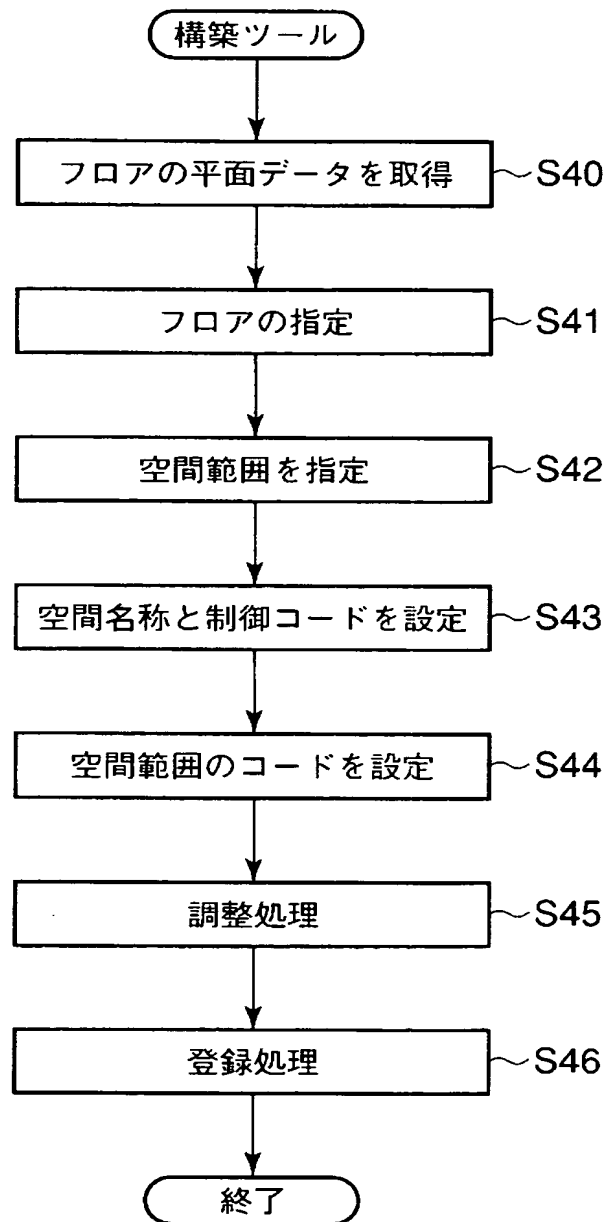 構築ツール
フロアの平面データを取得 S40
フロアの指定 S41
空間範囲を指定 S42
空間名称と制御コードを設定 S43
空間範囲のコードを設定 S44
調整処理 S45
登録処理 S46
終了